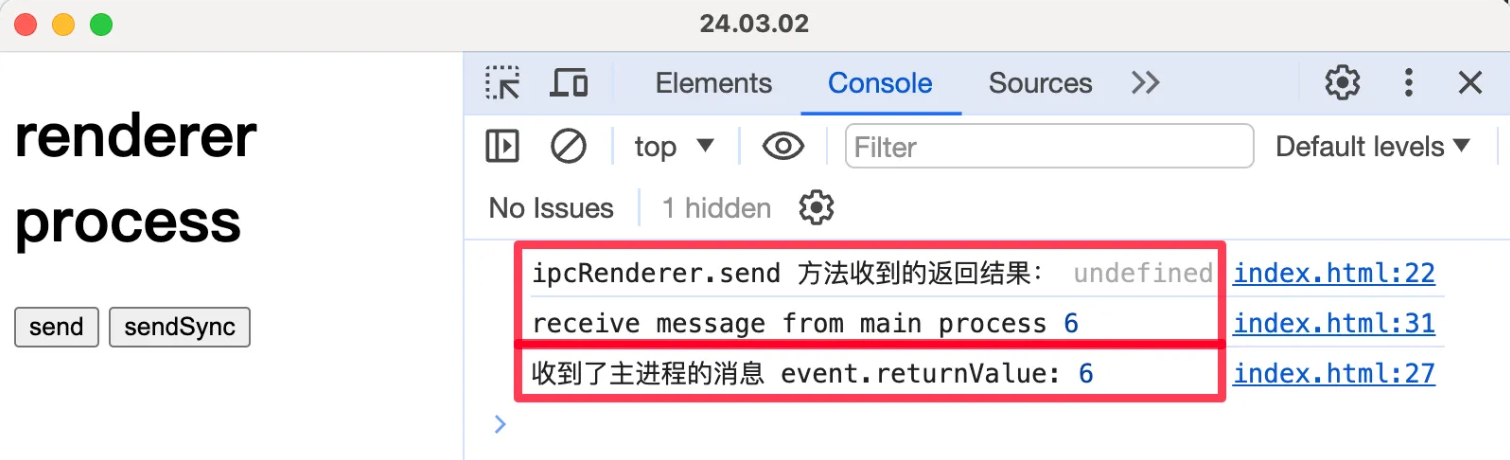 24.03.02
renderer
process
send sendSync
Elements Console Sources
top Filter Default levels
No Issues 1 hidden
ipcRenderer.send 方法收到的返回结果： undefined index.html:22
receive message from main process 6 index.html:31
收到了主进程的消息 event.returnValue: 6 index.html:27